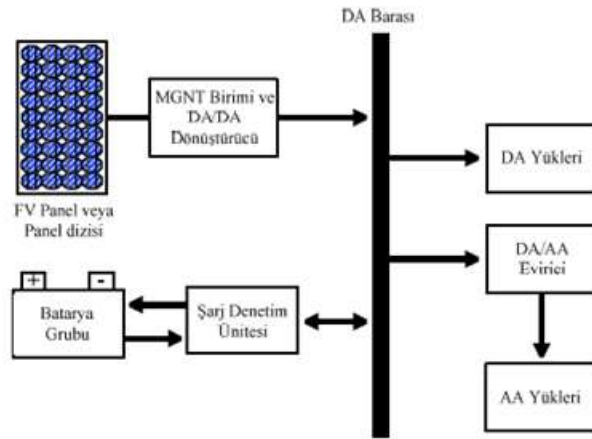 DA Barası
MGNT Birimi ve
DA/DA
Dönüştürücü
FV Panel veya
Panel dizisi
DA Yükleri
DA/AA
Evirici
+ -
Batarya
Grubu
Şarj Denetim
Ünitesi
AA Yükleri